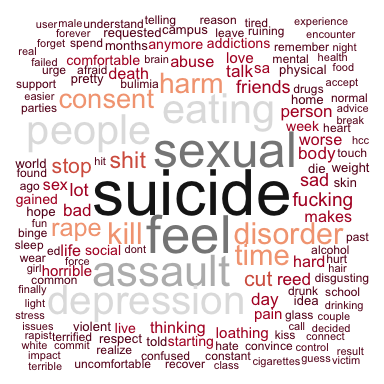 user male understand telling reason tired experience
forever requested campus leave ruining encounter
forget spend months anymore addictions remember night
real comfortable brain abuse love mental health
failed urge afraid death talk sa physical food
support pretty bulimia harm friends drugs accept
easier consent eating home normal
parties person advice
people week break heart
sexual worse hcc
body touch
world stop hit shit die weight
found suicide sad skin
ago sex lot fucking
gained
hope bad rape kill feel disorder makes
fun past
binge time alcohol
sleep ed life social dont assault hard hurt
wear force hair
girl horrible cut reed disgusting
common
finally depression day drunk idea school
light drinking
stress pain glass couple
issues violent live thinking loathing call decided
rapist terrified respect told starting kiss connect
white commit realize hate convince control
impact confused constant result
terrible uncomfortable recover class cigarettes guess victim